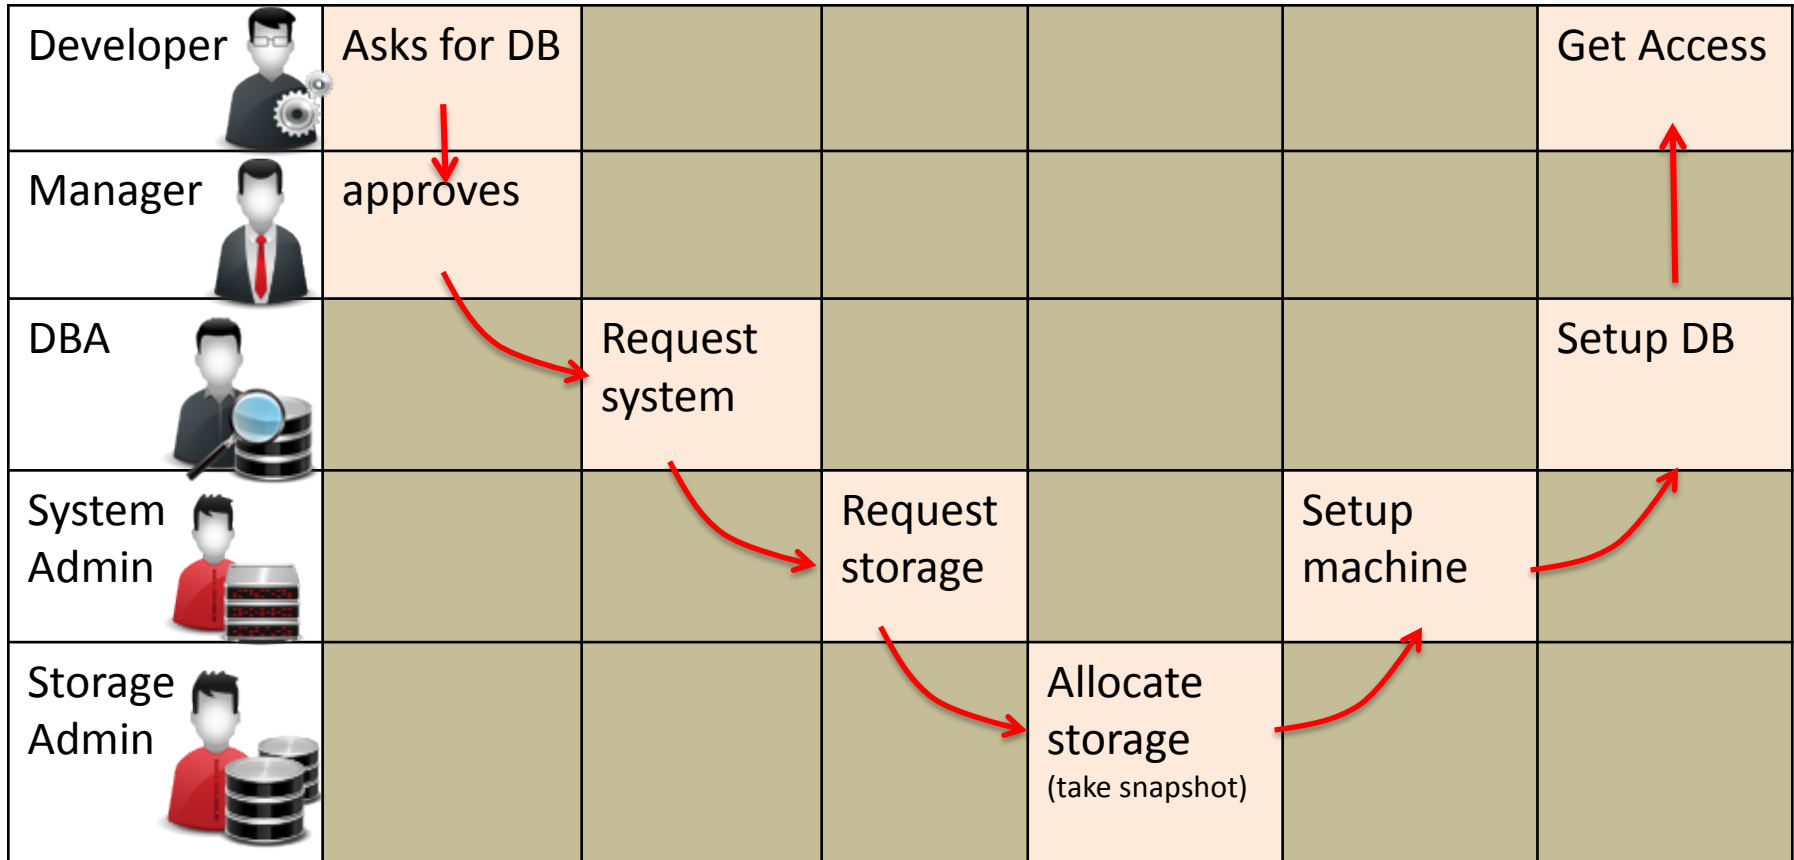 Developer
Asks for DB
Get Access
Manager
approves
DBA
Request
system
Setup DB
System
Admin
Request
storage
Setup
machine
Storage
Admin
Allocate
storage
(take snapshot)